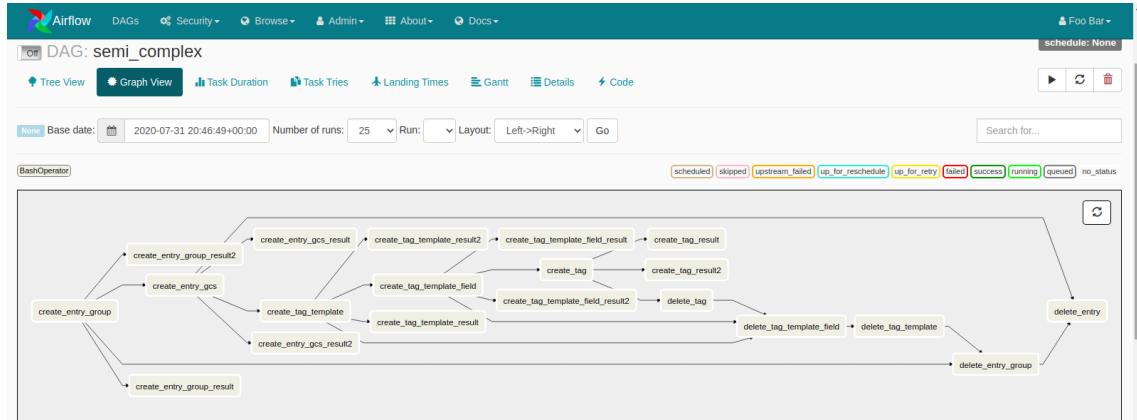 Airflow DAGs Security Browse Admin About Docs Foo Bar
Off DAG: semi_complex schedule: None
Tree View Graph View Task Duration Task Tries Landing Times Gantt Details Code
None Base date: 2020-07-31 20:46:49+00:00 Number of runs: 25 Run: Layout: Left->Right Go Search for...
BashOperator scheduled skipped upstream_failed up_for_reschedule up_for_retry failed success running queued no_status
create_entry_gcs_result create_tag_template_result2 create_tag_template_field_result create_tag_result
create_entry_group_result2
create_tag create_tag_result2
create_entry_gcs create_tag_template_field
create_tag_template_field_result2 delete_tag
create_entry_group create_tag_template delete_entry
create_tag_template_result
delete_tag_template_field delete_tag_template
create_entry_gcs_result2
delete_entry_group
create_entry_group_result